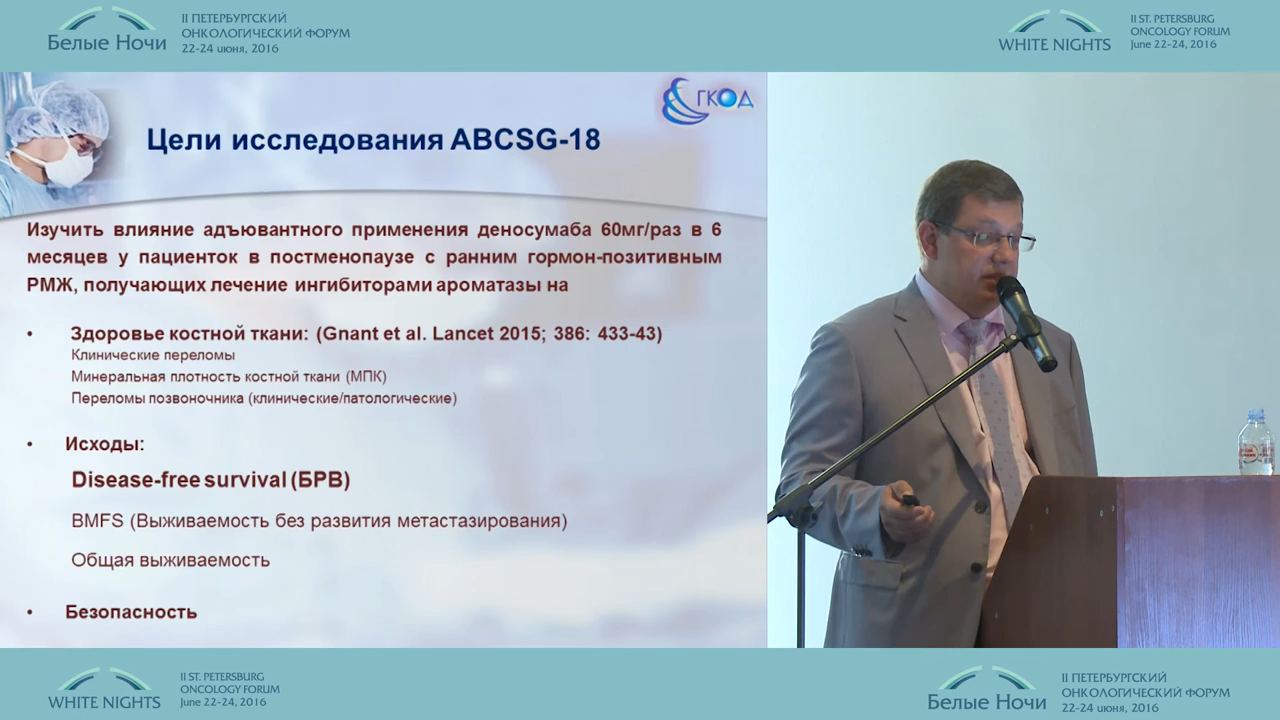 Белые Ночи
II ПЕТЕРБУРГСКИЙ
ОНКОЛОГИЧЕСКИЙ ФОРУМ
22-24 июня, 2016
WHITE NIGHTS
II ST. PETERSBURG
ONCOLOGY FORUM
June 22-24, 2016
ГКОД
Цели исследования ABCSG-18
Изучить влияние адъювантного применения деносумаба 60мг/раз в 6
месяцев у пациенток в постменопаузе с ранним гормон-позитивным
РМЖ, получающих лечение ингибиторами ароматазы на
• Здоровье костной ткани: (Gnant et al. Lancet 2015; 386: 433-43)
Клинические переломы
Минеральная плотность костной ткани (МПК)
Переломы позвоночника (клинические/патологические)
• Исходы:
Disease-free survival (БРВ)
BMFS (Выживаемость без развития метастазирования)
Общая выживаемость
• Безопасность
WHITE NIGHTS
II ST. PETERSBURG
ONCOLOGY FORUM
June 22-24, 2016
Белые Ночи
II ПЕТЕРБУРГСКИЙ
ОНКОЛОГИЧЕСКИЙ ФОРУМ
22-24 июня, 2016